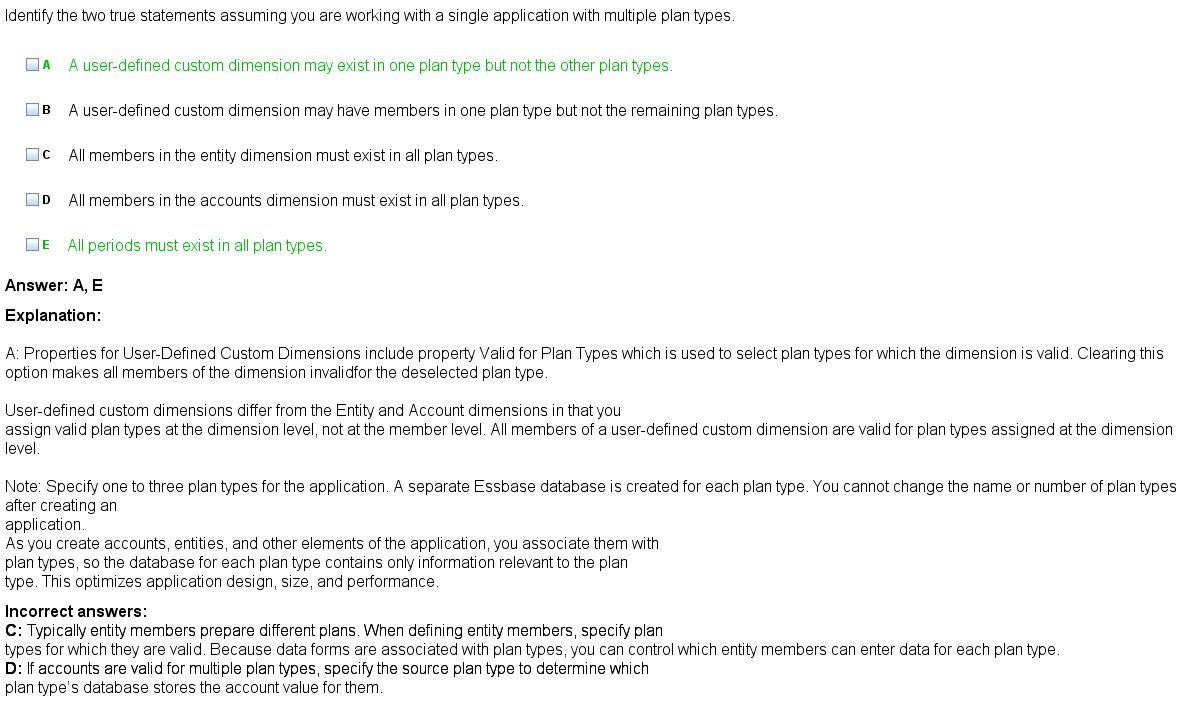 Identify the two true statements assuming you are working with a single application with multiple plan types.
A A user-defined custom dimension may exist in one plan type but not the other plan types.
B A user-defined custom dimension may have members in one plan type but not the remaining plan types.
C All members in the entity dimension must exist in all plan types.
D All members in the accounts dimension must exist in all plan types.
E All periods must exist in all plan types.
Answer: A, E
Explanation:
A: Properties for User-Defined Custom Dimensions include property Valid for Plan Types which is used to select plan types for which the dimension is valid. Clearing this
option makes all members of the dimension invalidfor the deselected plan type.
User-defined custom dimensions differ from the Entity and Account dimensions in that you
assign valid plan types at the dimension level, not at the member level. All members of a user-defined custom dimension are valid for plan types assigned at the dimension
level.
Note: Specify one to three plan types for the application. A separate Essbase database is created for each plan type. You cannot change the name or number of plan types
after creating an
application.
As you create accounts, entities, and other elements of the application, you associate them with
plan types, so the database for each plan type contains only information relevant to the plan
type. This optimizes application design, size, and performance.
Incorrect answers:
C: Typically entity members prepare different plans. When defining entity members, specify plan
types for which they are valid. Because data forms are associated with plan types, you can control which entity members can enter data for each plan type.
D: If accounts are valid for multiple plan types, specify the source plan type to determine which
plan type's database stores the account value for them.